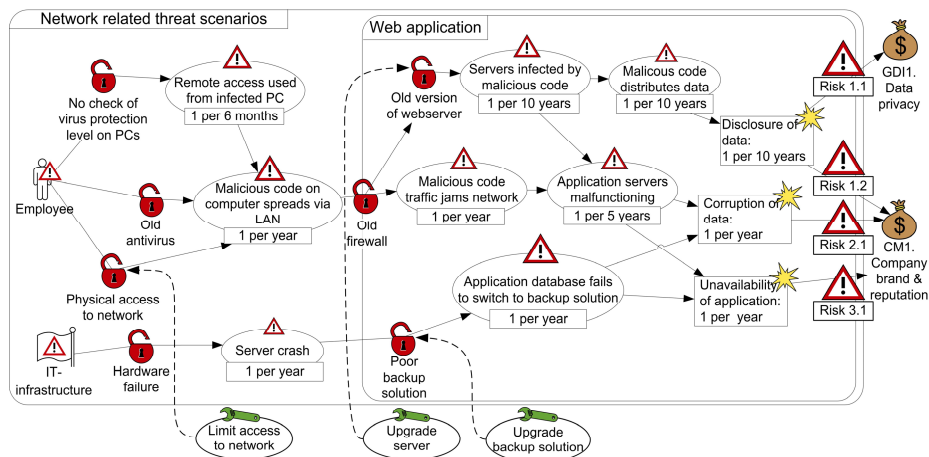 Network related threat scenarios
Web application
No check of
virus protection
level on PCs
Remote access used
from infected PC
1 per 6 months
Old version
of webserver
Servers infected by
malicious code
1 per 10 years
Malicous code
distributes data
1 per 10 years
Risk 1.1
GDI1.
Data
privacy
Disclosure of
data:
1 per 10 years
Employee
Old
antivirus
Malicious code on
computer spreads via
LAN
1 per year
Old
firewall
Malicious code
traffic jams network
1 per year
Application servers
malfunctioning
1 per 5 years
Corruption of
data:
1 per year
Risk 1.2
Risk 2.1
CM1.
Company
brand &
reputation
Physical access
to network
Application database fails
to switch to backup solution
1 per year
Unavailability
of application:
1 per year
Risk 3.1
IT-
infrastructure
Hardware
failure
Server crash
1 per year
Poor
backup
solution
Limit access
to network
Upgrade
server
Upgrade
backup solution